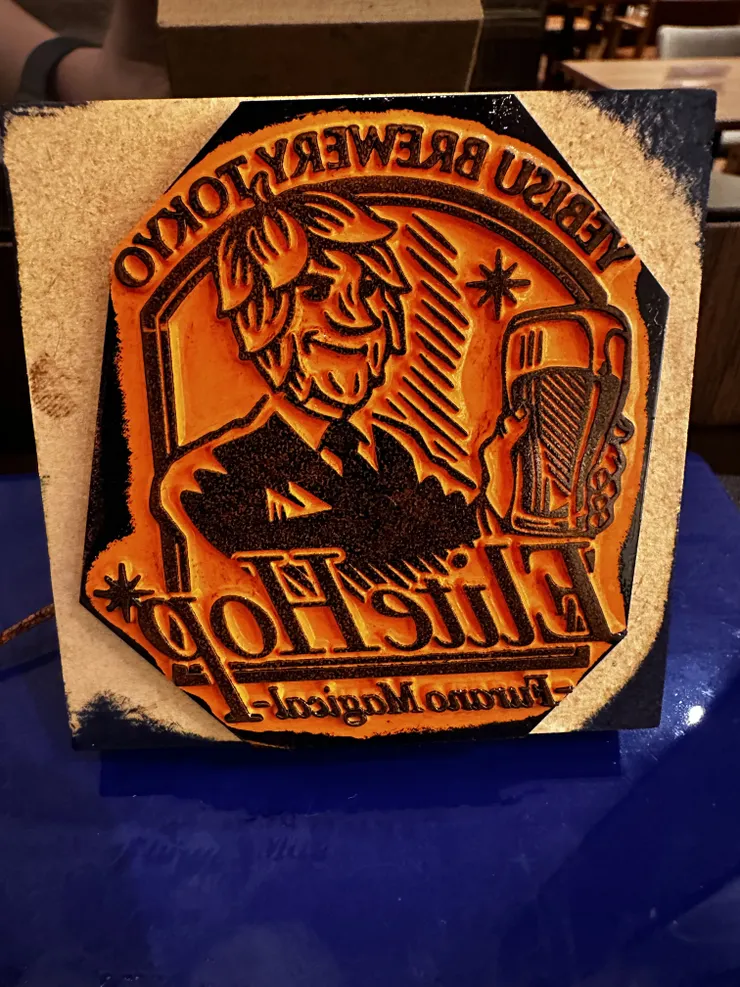 YEBISU BREWERY, TOKYO
Elite Hop
-Furano Magical-